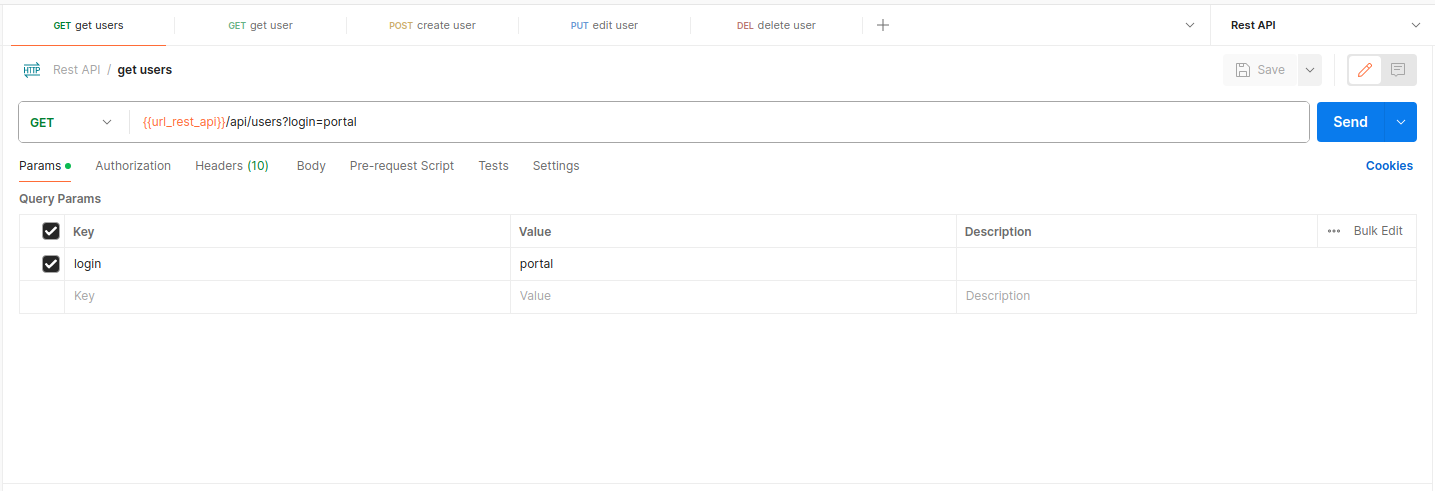 GET get users GET get user POST create user PUT edit user DEL delete user Rest API
HTTP Rest API / get users Save
GET {{url_rest_api}}/api/users?login=portal Send
Params Authorization Headers (10) Body Pre-request Script Tests Settings Cookies
Query Params
Key Value Description Bulk Edit
login portal
Key Value Description